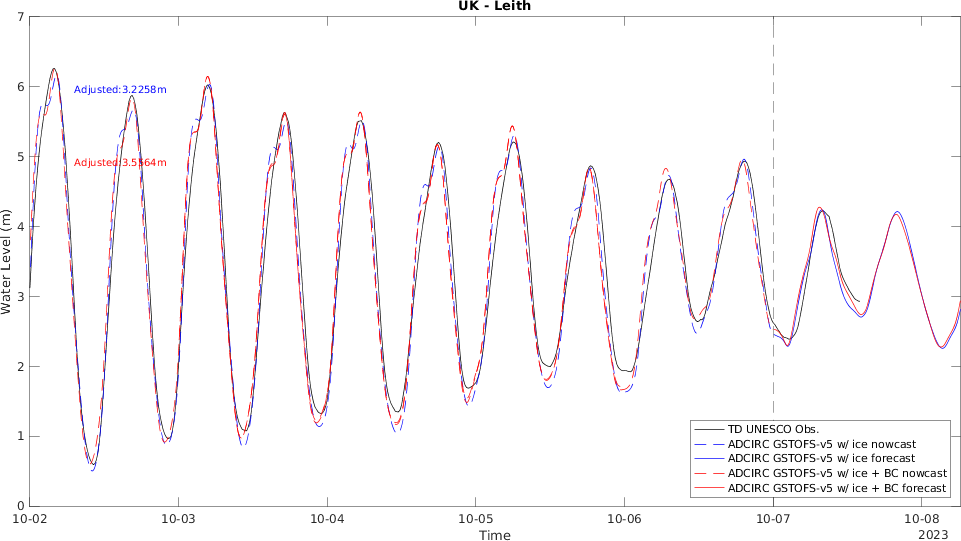 UK - Leith
7
6
5
4
3
2
1
0
Water Level (m)
Adjusted:3.2258m
Adjusted:3.5564m
TD UNESCO Obs.
ADCIRC GSTOFS-v5 w/ ice nowcast
ADCIRC GSTOFS-v5 w/ ice forecast
ADCIRC GSTOFS-v5 w/ ice + BC nowcast
ADCIRC GSTOFS-v5 w/ ice + BC forecast
10-02 10-03 10-04 10-05 10-06 10-07 10-08
Time
2023